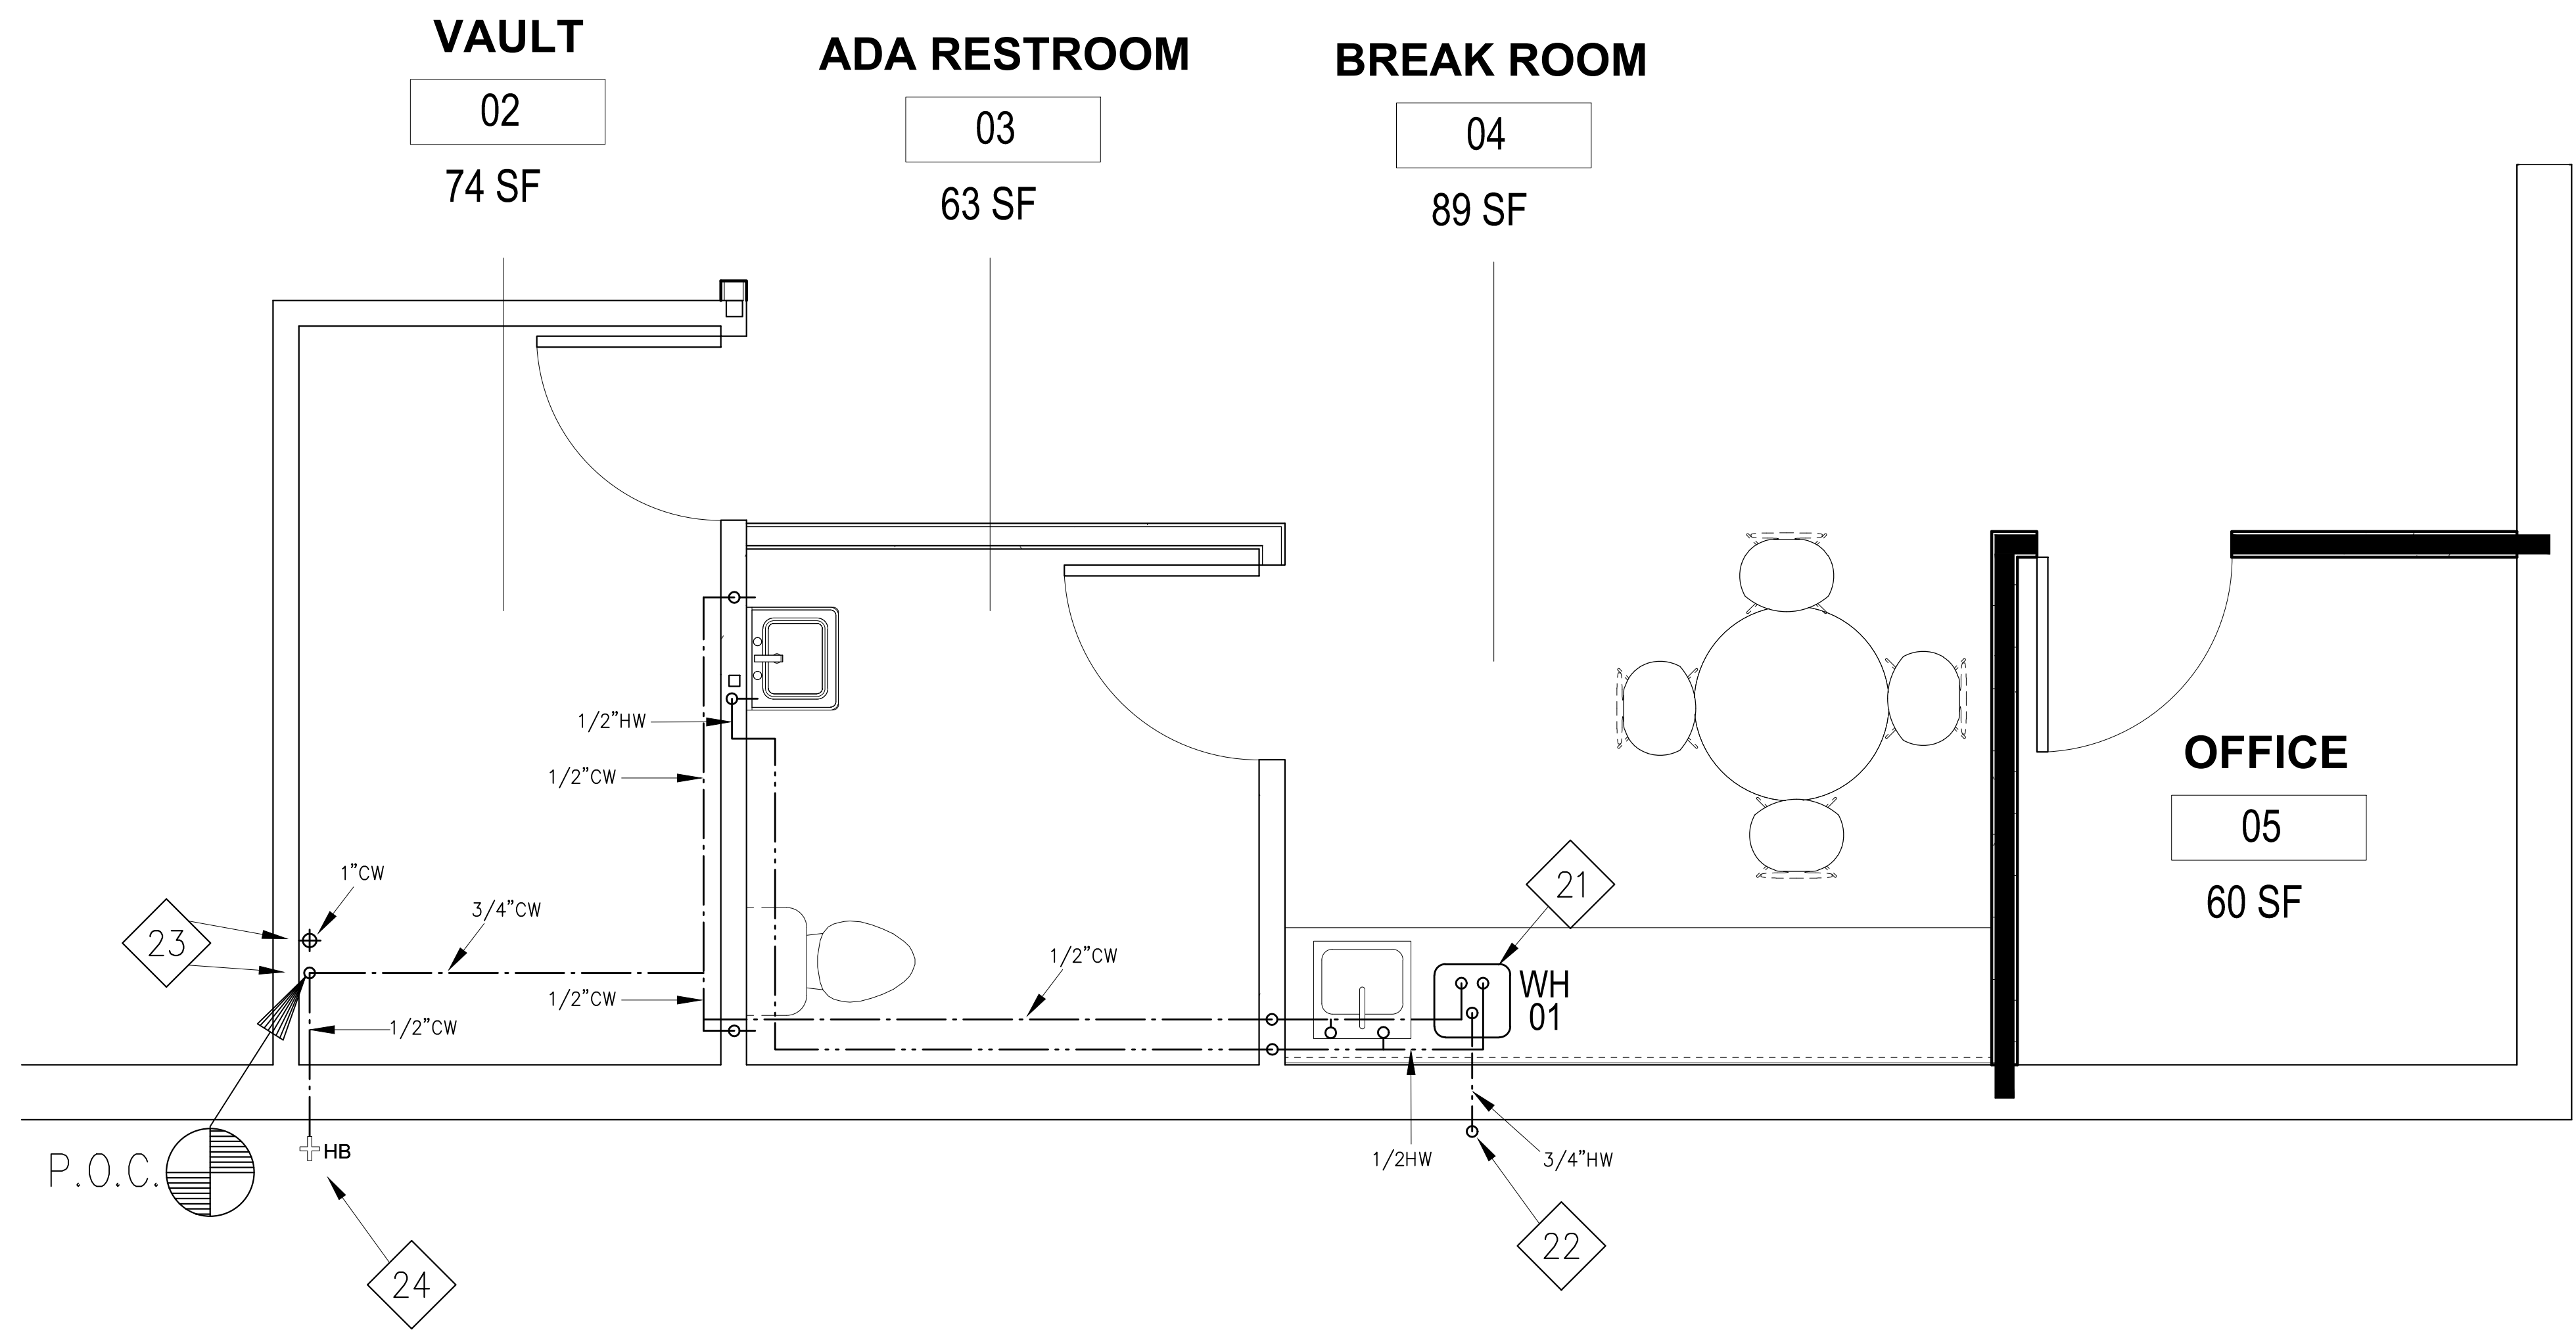 VAULT
02
74 SF
ADA RESTROOM
03
63 SF
BREAK ROOM
04
89 SF
1/2"HW
1/2"CW
OFFICE
05
60 SF
1"CW
3/4"CW
23
21
1/2"CW
1/2"CW
1/2"CW
WH
01
P.O.C.
HB
1/2HW
3/4"HW
22
24